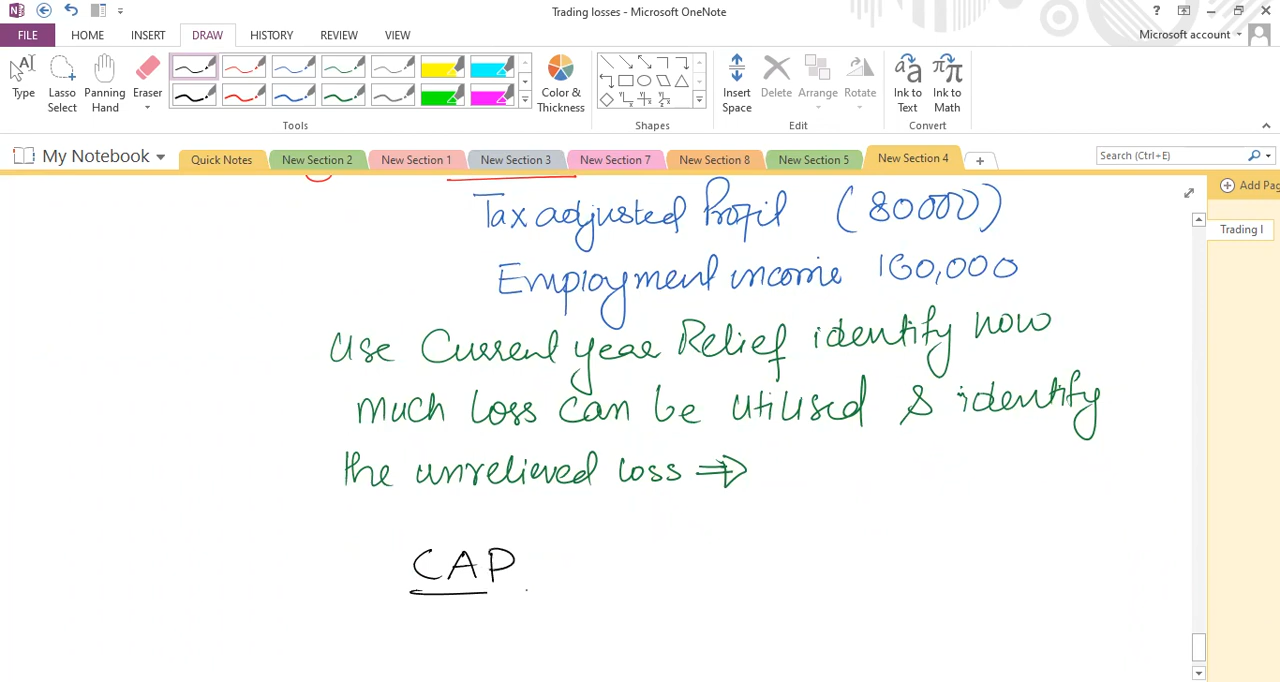 Trading losses - Microsoft OneNote
Microsoft account
FILE HOME INSERT DRAW HISTORY REVIEW VIEW
Type Lasso Select Panning Hand Eraser Color & Thickness Insert Space Delete Arrange Rotate Ink to Text Ink to Math
Tools Shapes Edit Convert
My Notebook Quick Notes New Section 2 New Section 1 New Section 3 New Section 7 New Section 8 New Section 5 New Section 4 Search (Ctrl+E)
Add Pag
Trading l
Tax adjusted Profit (80000)
Employment income 160,000
Use Current year Relief identify how
much loss can be utilised & identify
the unrelieved loss ⇒
CAP